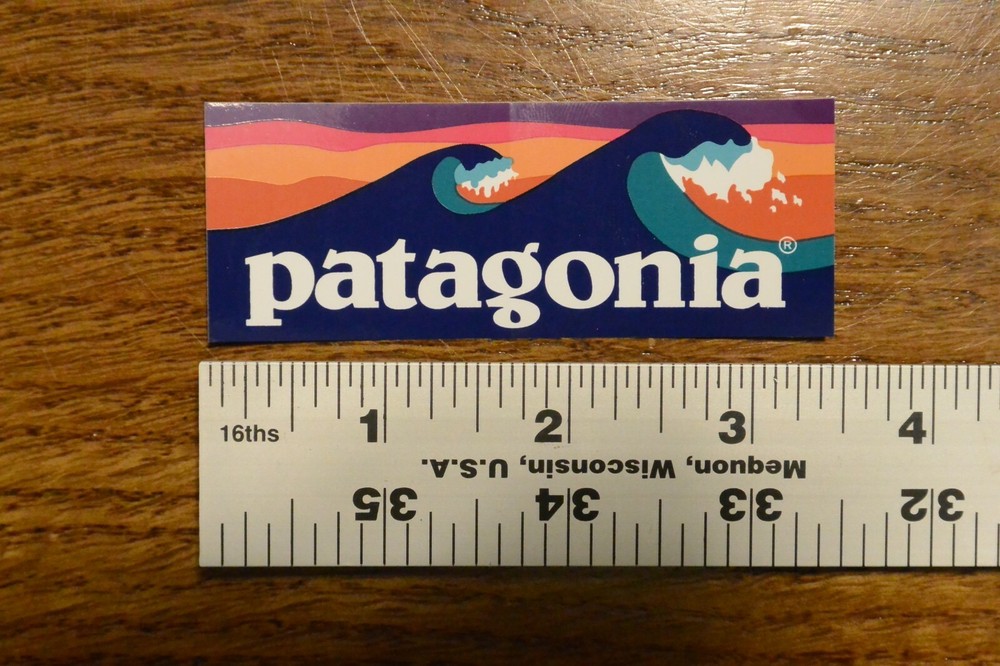 patagonia®
1 2 3 4
16ths
Mequon, Wisconsin, U.S.A.
35 34 33 32